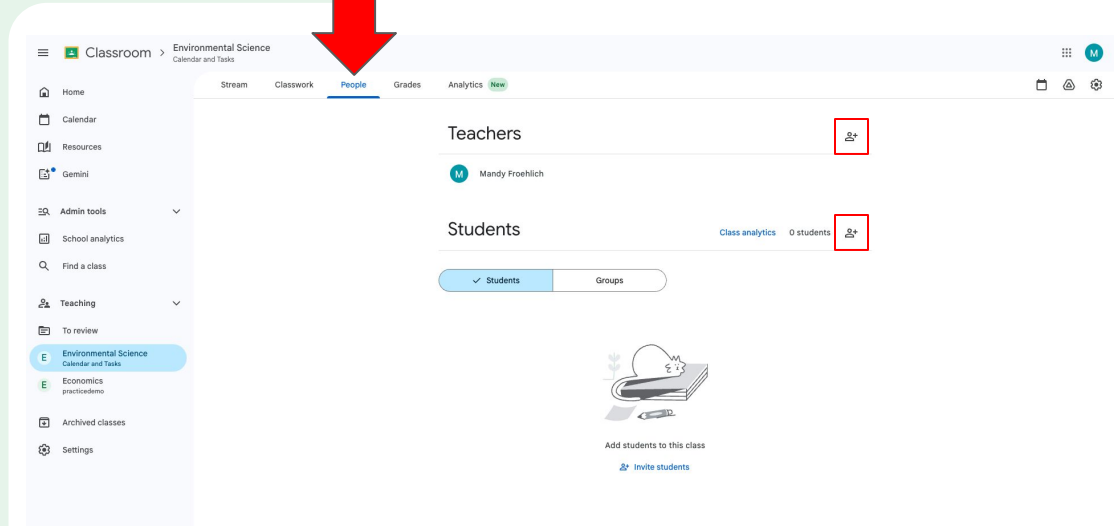 Classroom > Environmental Science
Calendar and Tasks
M
Stream Classwork People Grades Analytics New
Home
Calendar
Resources
Gemini
Admin tools
School analytics
Find a class
Teaching
To review
E Environmental Science
Calendar and Tasks
E Economics
practicedemo
Archived classes
Settings
Teachers
M Mandy Froehlich
Students Class analytics 0 students
Students Groups
Add students to this class
Invite students